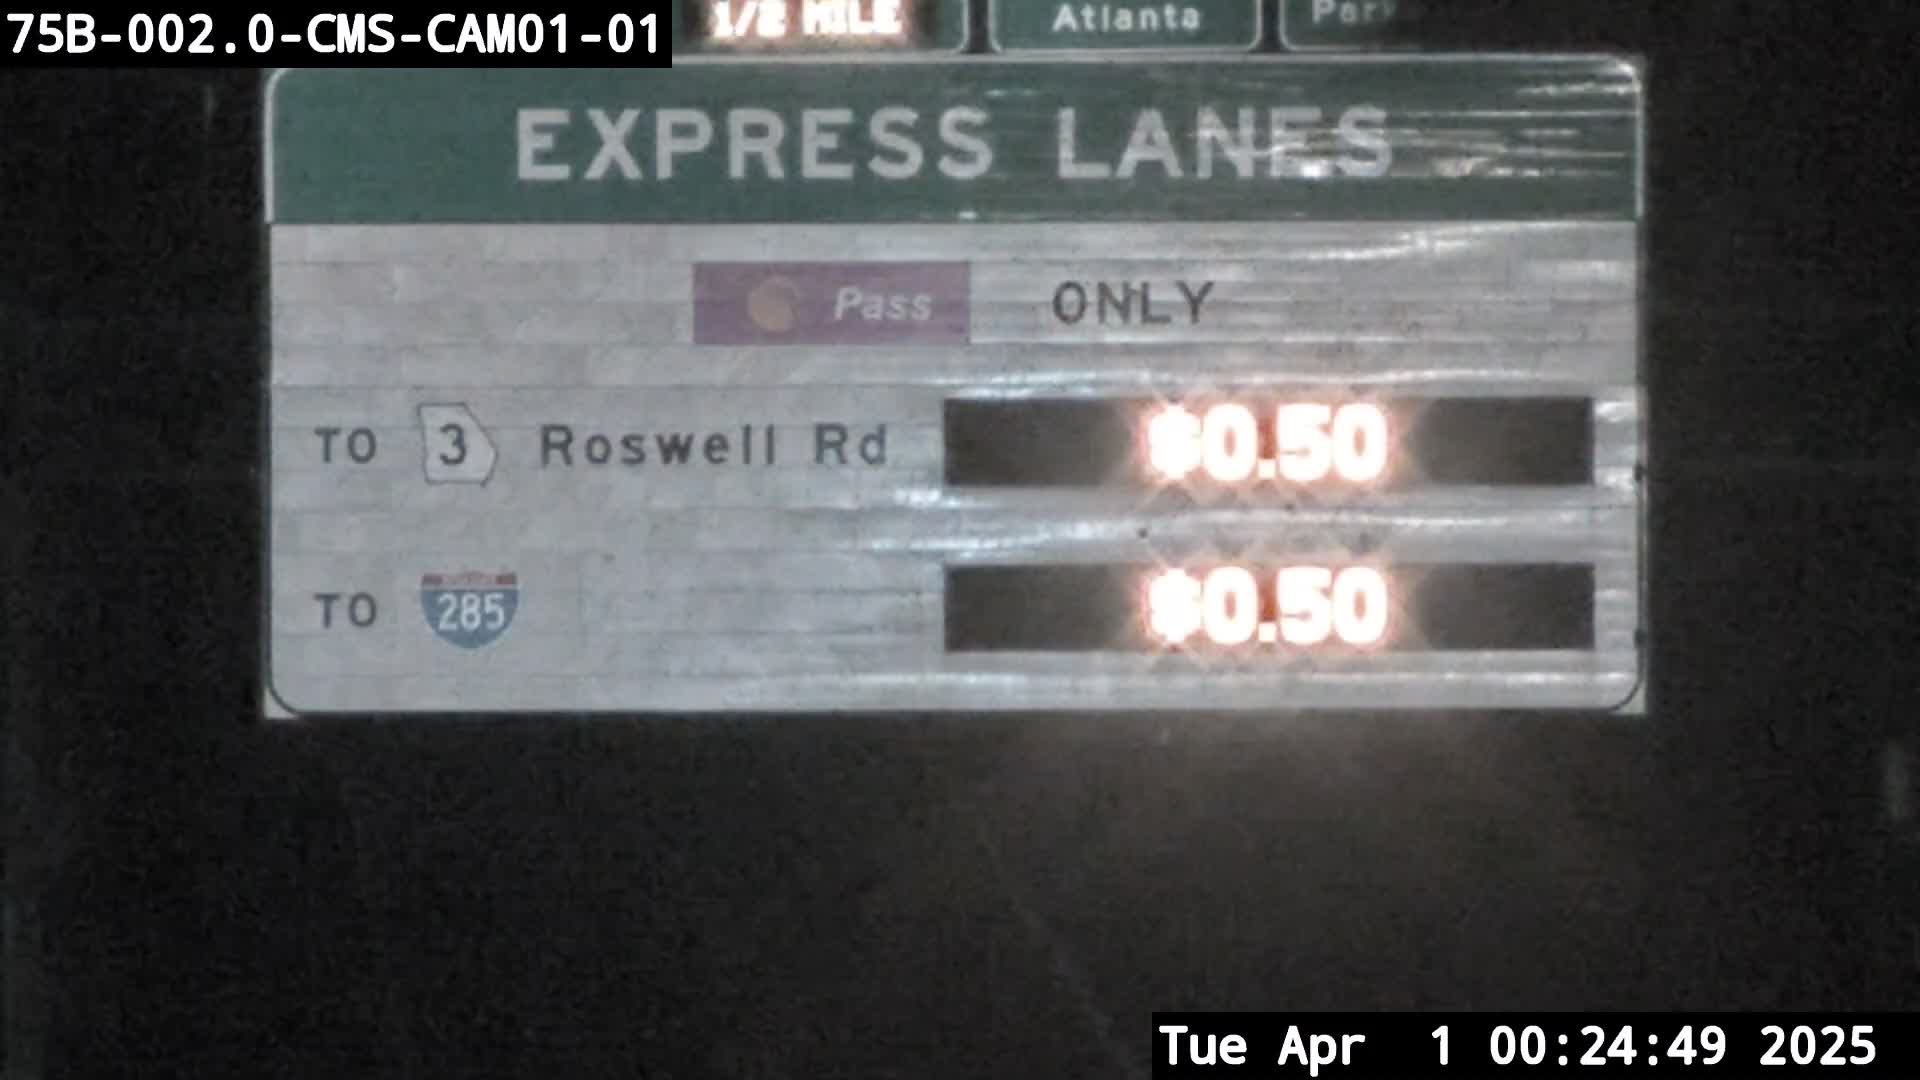 75B-002.0-CMS-CAM01-01
1/2 MILE
Atlanta
EXPRESS LANES
Pass ONLY
TO 3 Roswell Rd $0.50
TO 285 $0.50
Tue Apr 1 00:24:49 2025